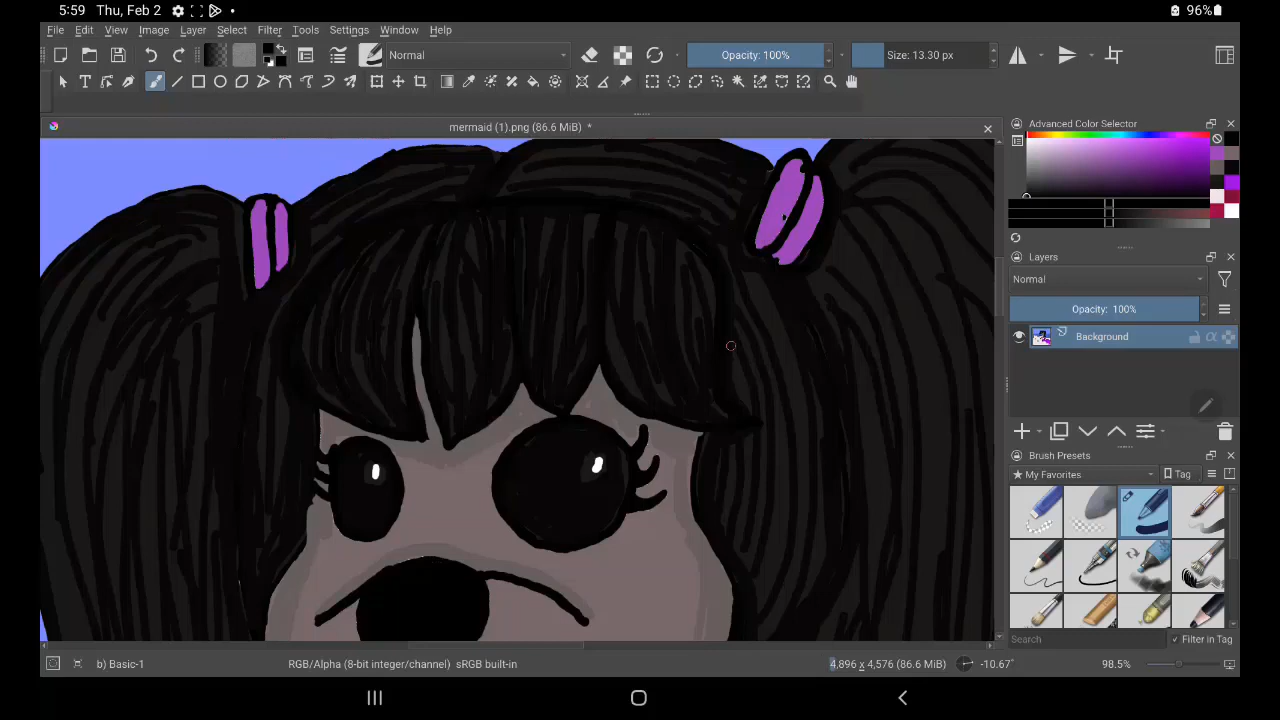 5:59 Thu, Feb 2 96%
File Edit View Image Layer Select Filter Tools Settings Window Help
Normal Opacity: 100% Size: 13.30 px
mermaid (1).png (86.6 MiB) *
Advanced Color Selector
Layers
Normal
Opacity: 100%
Background
Brush Presets
★ My Favorites Tag
Search ✓ Filter in Tag
b) Basic-1 RGB/Alpha (8-bit integer/channel) sRGB built-in 4,896 x 4,576 (86.6 MiB) -10.67° 98.5%